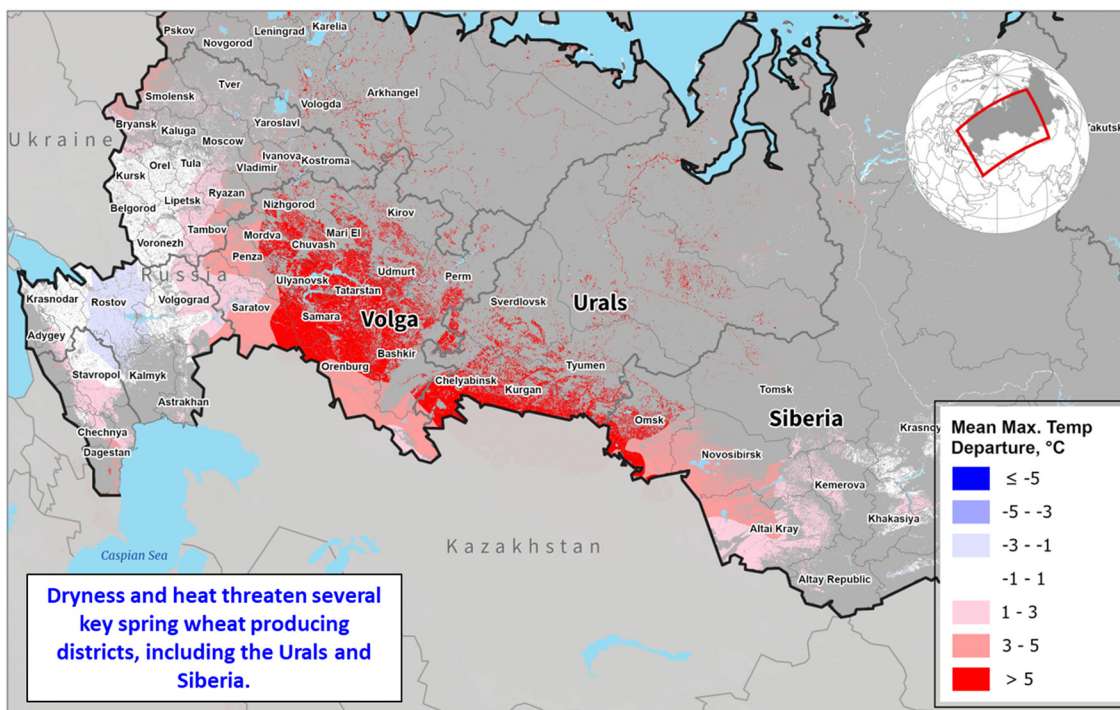 Pskov
Leningrad
Karelia
Novgorod
Tver
Smolensk
Vologda
Arkhangel
Yaroslavl
Bryansk
Kaluga
Moscow
Ukraine
Ivanova
Kostroma
Vladimir
Orel
Tula
Kursk
Ryazan
Lipetsk
Nizhgorod
Kirov
Belgorod
Tambov
Mordva
Mari El
Chuvash
Voronezh
Penza
Udmurt
Perm
Russia
Ulyanovsk
Tatarstan
Krasnodar
Rostov
Volgograd
Saratov
Samara
Volga
Sverdlovsk
Urals
Adygey
Bashkir
Orenburg
Stavropol
Kalmyk
Chelyabinsk
Kurgan
Tyumen
Astrakhan
Tomsk
Omsk
Siberia
Chechnya
Dagestan
Novosibirsk
Krasnoy
Kemerova
Khakasiya
Altai Kray
Altay Republic
Caspian Sea
Kazakhstan
Yakutsk
Mean Max. Temp
Departure, °C
≤ -5
-5 - -3
-3 - -1
-1 - 1
1 - 3
3 - 5
> 5
Dryness and heat threaten several
key spring wheat producing
districts, including the Urals and
Siberia.